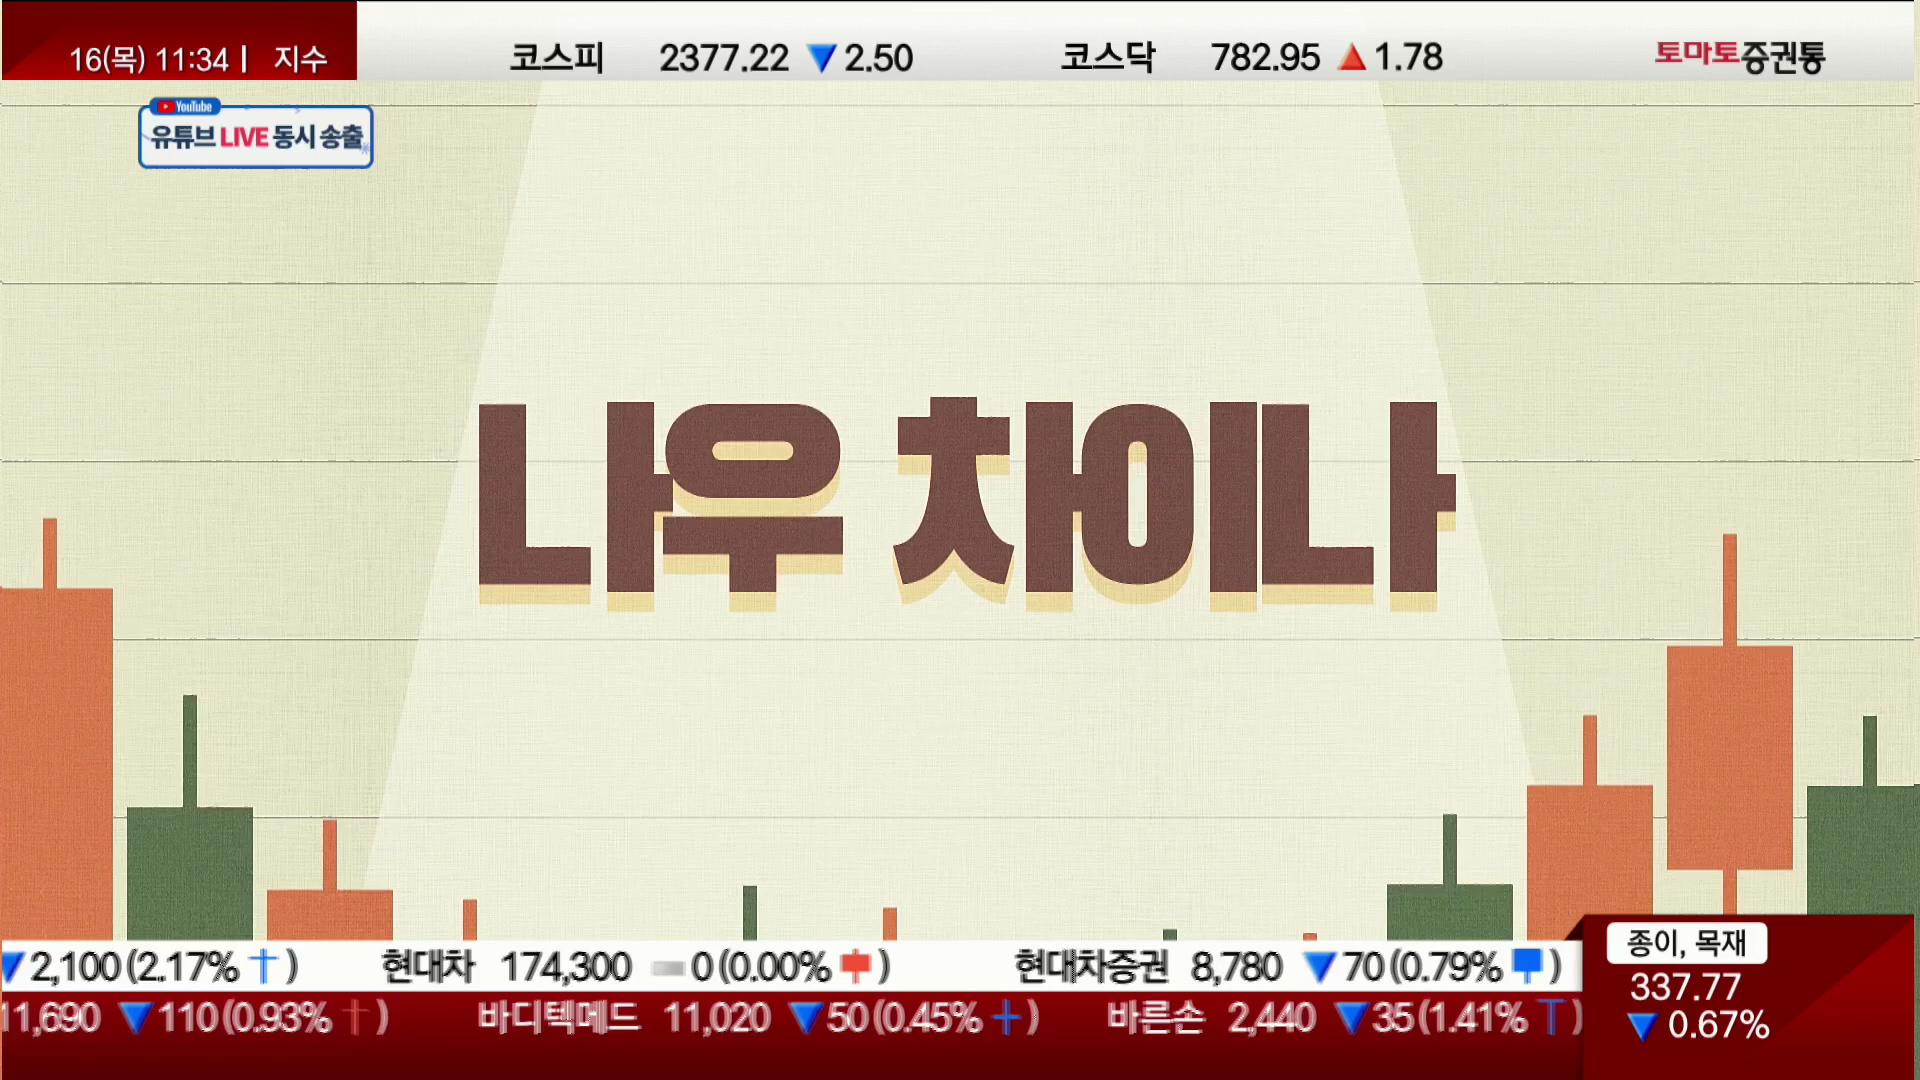 16(목) 11:34 | 지수 코스피 2377.22 ▼2.50 코스닥 782.95 ▲1.78 토마토증권통
YouTube
유튜브 LIVE 동시 송출
나우 차이나
▼2,100(2.17% ) 현대차 174,300 0(0.00% ) 현대차증권 8,780 ▼70(0.79% )
11,690 ▼110(0.93% ) 바디텍메드 11,020 ▼50(0.45% ) 바른손 2,440 ▼35(1.41% )
종이, 목재
337.77
▼ 0.67%